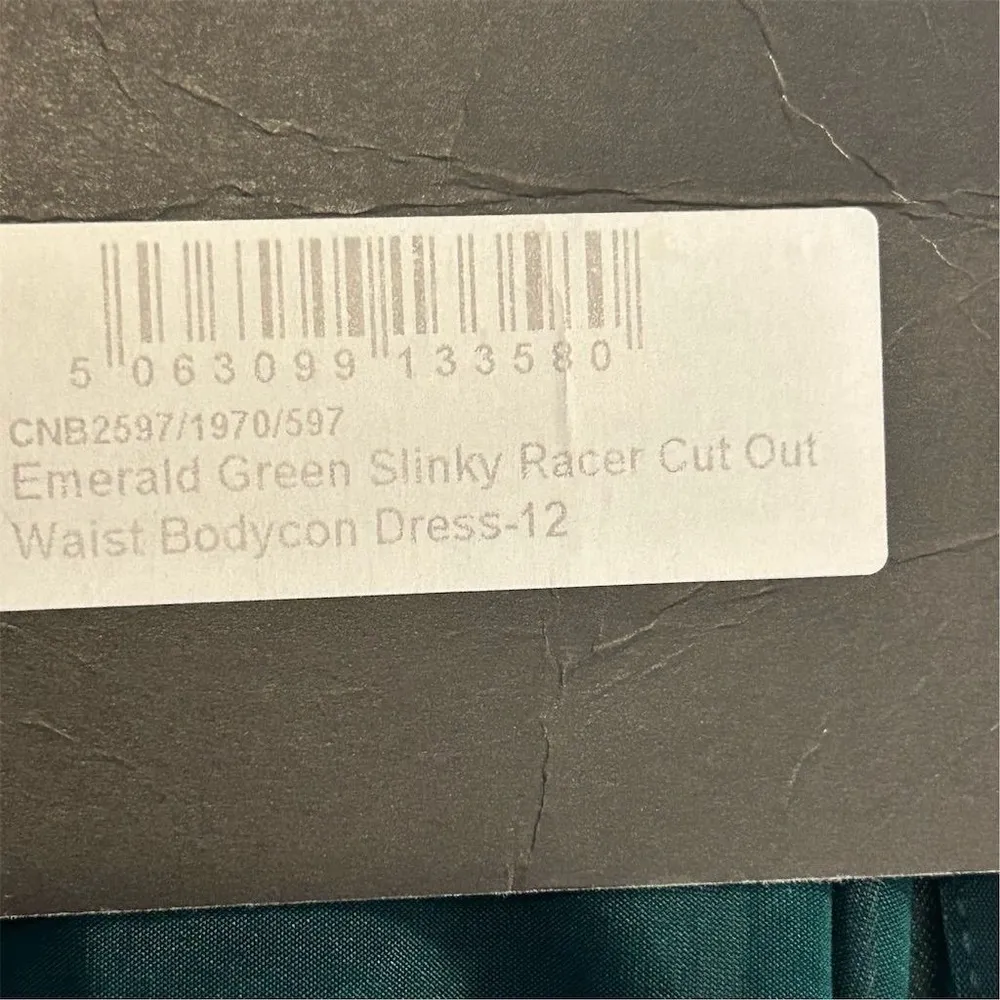 5 063099 133580
CNB2597/1970/597
Emerald Green Slinky Racer Cut Out
Waist Bodycon Dress-12